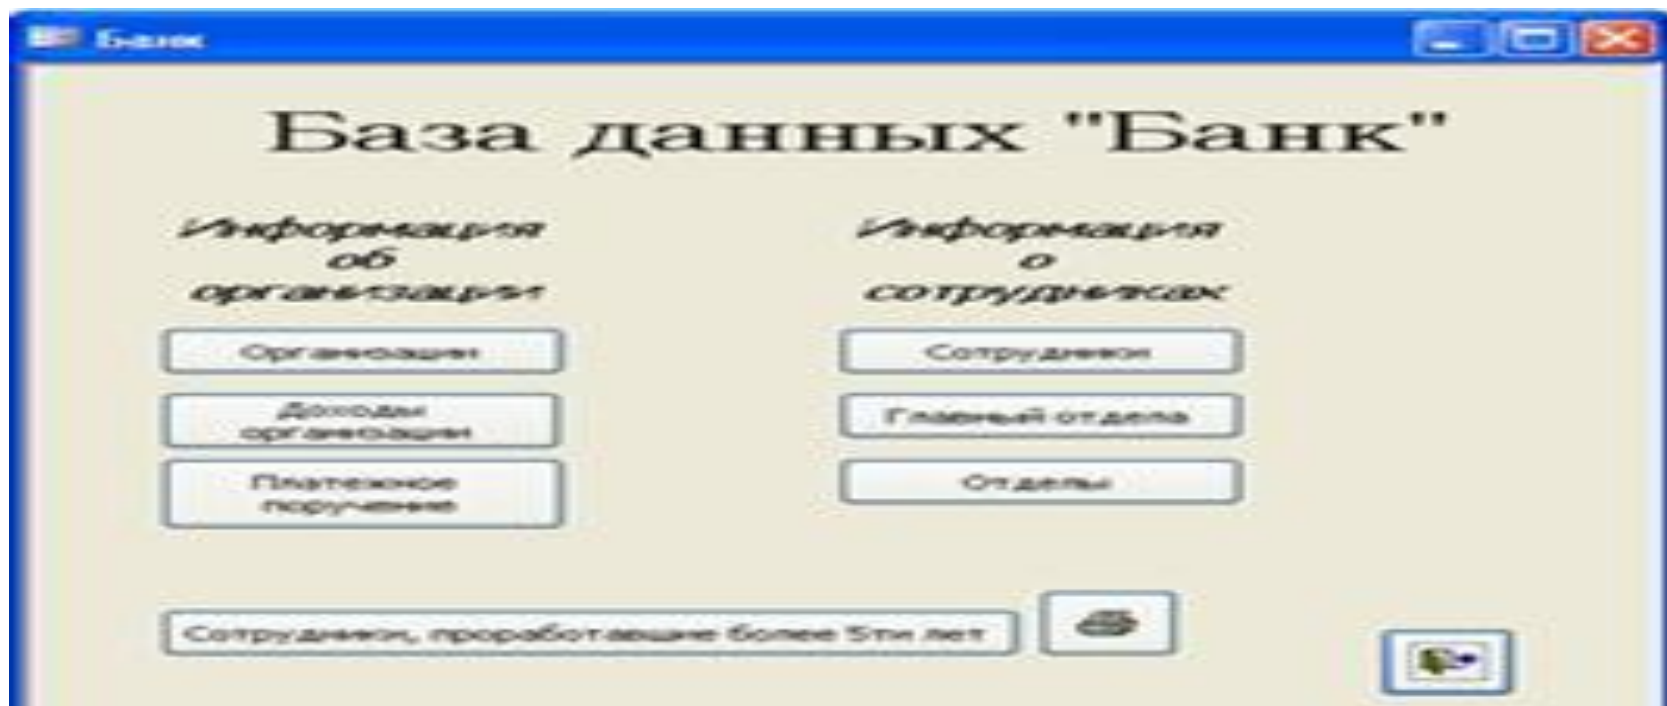 Банк
База данных "Банк"
Информация
об
организации
Информация
о
сотрудниках
Организации
Доходы
организации
Платежное
поручение
Сотрудники
Главный отдела
Отделы
Сотрудники, проработавшие более 5ти лет